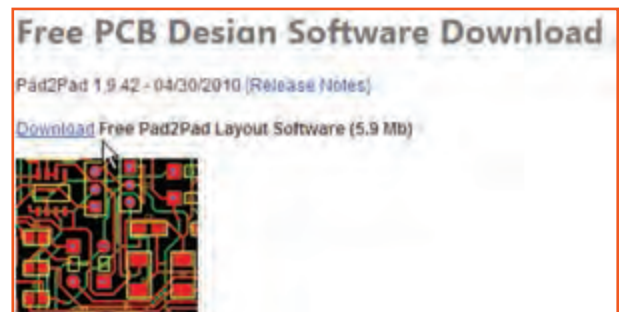 Free PCB Design Software Download
Pad2Pad 1.9.42 - 04/30/2010 (Release Notes)
Download Free Pad2Pad Layout Software (5.9 Mb)